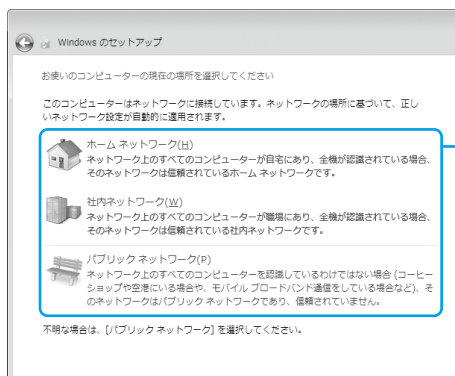 Windows のセットアップ
お使いのコンピューターの現在の場所を選択してください
このコンピューターはネットワークに接続しています。ネットワークの場所に基づいて、正し
いネットワーク設定が自動的に適用されます。
ホーム ネットワーク(H)
ネットワーク上のすべてのコンピューターが自宅にあり、全機が認識されている場合、
そのネットワークは信頼されているホーム ネットワークです。
社内ネットワーク(W)
ネットワーク上のすべてのコンピューターが職場にあり、全機が認識されている場合、
そのネットワークは信頼されている社内ネットワークです。
パブリック ネットワーク(P)
ネットワーク上のすべてのコンピューターを認識しているわけではない場合 (コーヒー
ショップや空港にいる場合や、モバイル ブロードバンド通信をしている場合など)、そ
のネットワークはパブリック ネットワークであり、信頼されていません。
不明な場合は、[パブリック ネットワーク] を選択してください。